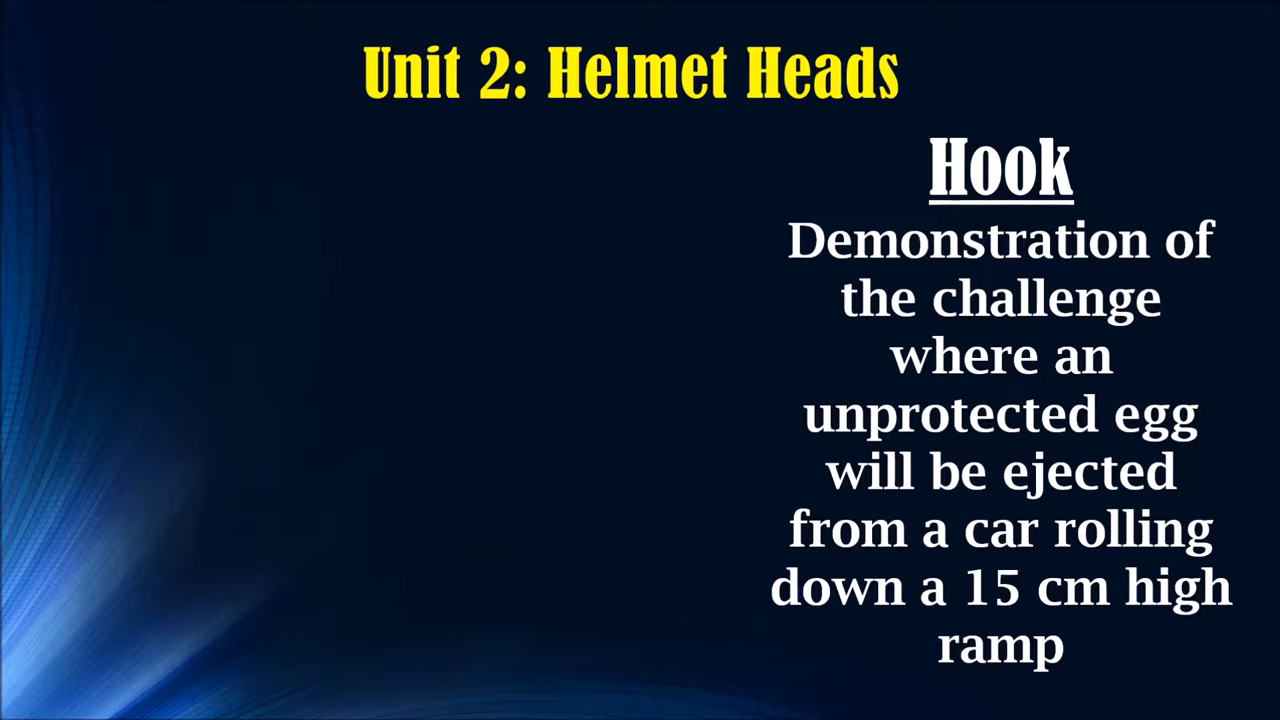 Unit 2: Helmet Heads
Hook
Demonstration of
the challenge
where an
unprotected egg
will be ejected
from a car rolling
down a 15 cm high
ramp